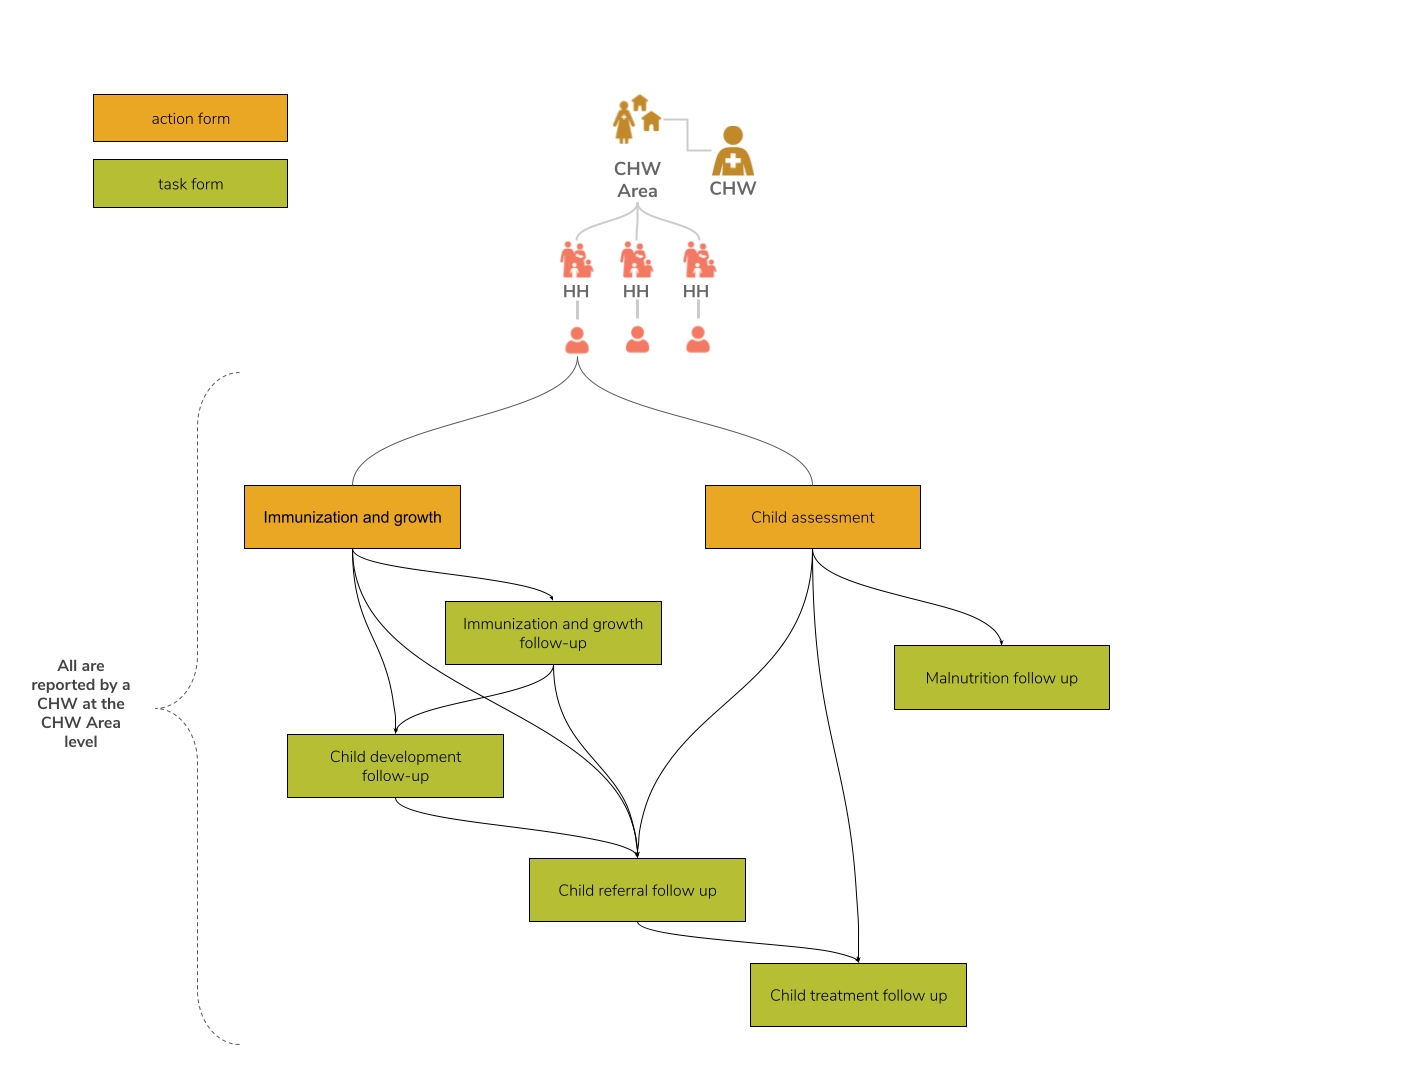 action form
task form
CHW
Area
CHW
HH
HH
HH
Immunization and growth
Child assessment
Immunization and growth
follow-up
Malnutrition follow up
All are
reported by a
CHW at the
CHW Area
level
Child development
follow-up
Child referral follow up
Child treatment follow up